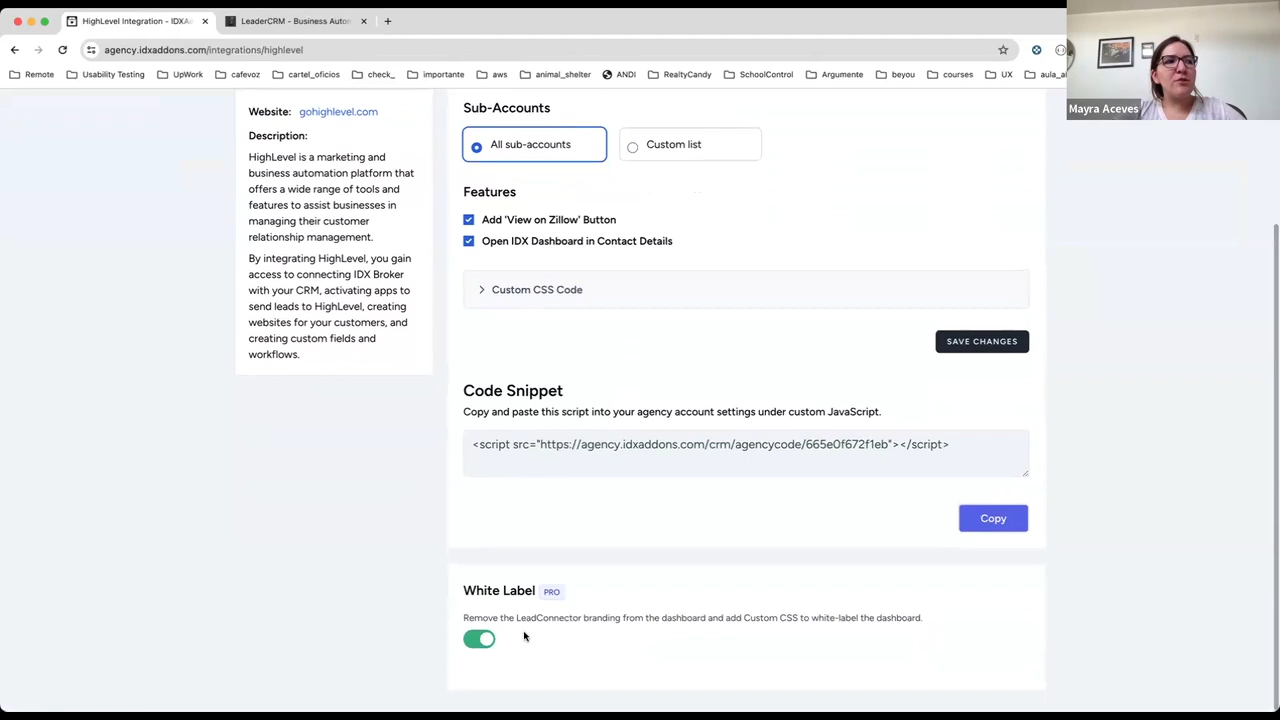 HighLevel Integration - IDXA
LeaderCRM - Business Auton
agency.idxaddons.com/integrations/highlevel
Remote
Usability Testing
UpWork
cafevoz
cartel_oficios
check_
importante
aws
animal_shelter
ANDI
RealtyCandy
SchoolControl
Argumente
beyou
courses
UX
Mayra Aceves
Website: gohighlevel.com
Description:
HighLevel is a marketing and
business automation platform that
offers a wide range of tools and
features to assist businesses in
managing their customer
relationship management.
By integrating HighLevel, you gain
access to connecting IDX Broker
with your CRM, activating apps to
send leads to HighLevel, creating
websites for your customers, and
creating custom fields and
workflows.
Sub-Accounts
All sub-accounts
Custom list
Features
Add 'View on Zillow' Button
Open IDX Dashboard in Contact Details
Custom CSS Code
SAVE CHANGES
Code Snippet
Copy and paste this script into your agency account settings under custom JavaScript.
<script src="https://agency.idxaddons.com/crm/agencycode/665e0f672f1eb"></script>
Copy
White Label PRO
Remove the LeadConnector branding from the dashboard and add Custom CSS to white-label the dashboard.